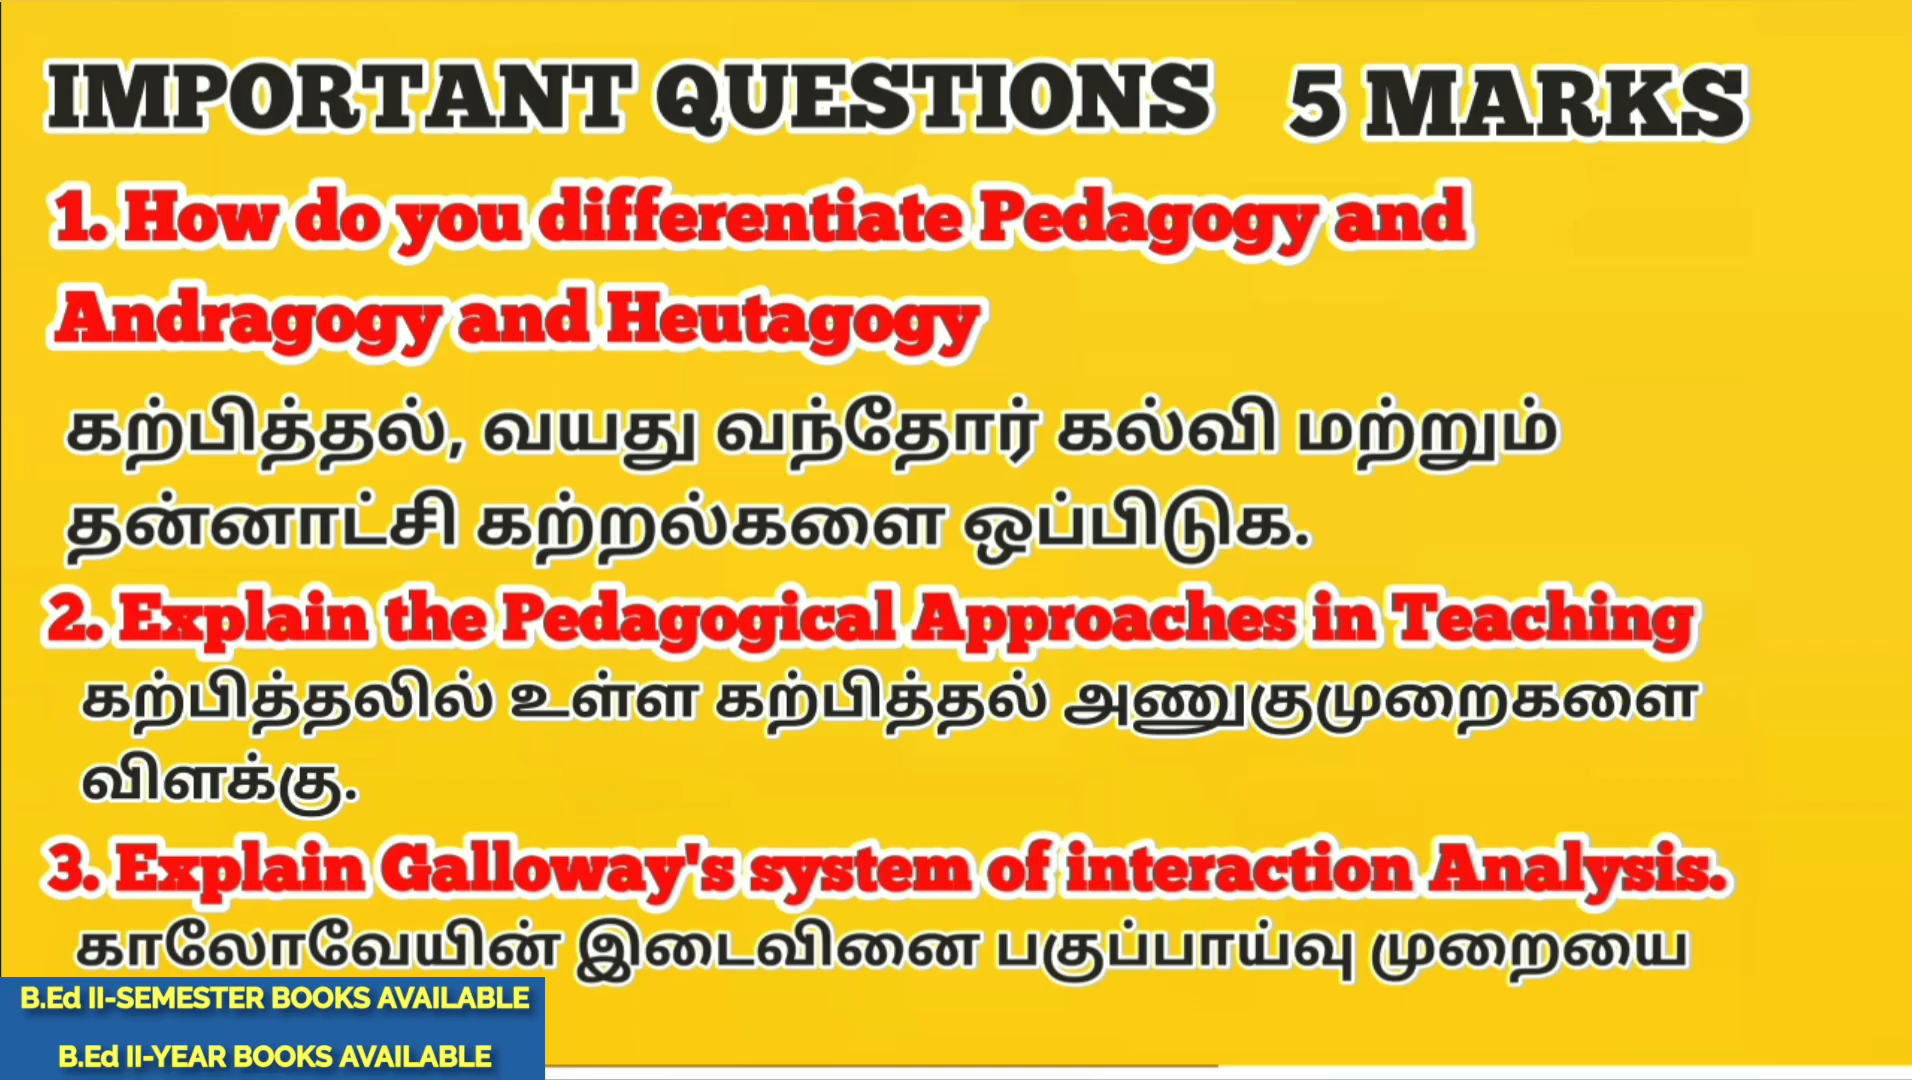 IMPORTANT QUESTIONS 5 MARKS
1. How do you differentiate Pedagogy and
Andragogy and Heutagogy
கற்பித்தல், வயது வந்தோர் கல்வி மற்றும்
தன்னாட்சி கற்றல்களை ஒப்பிடுக.
2. Explain the Pedagogical Approaches in Teaching
கற்பித்தலில் உள்ள கற்பித்தல் அணுகுமுறைகளை
விளக்கு.
3. Explain Galloway's system of interaction Analysis.
காலோவேயின் இடைவினை பகுப்பாய்வு முறையை
B.Ed II-SEMESTER BOOKS AVAILABLE
B.Ed II-YEAR BOOKS AVAILABLE